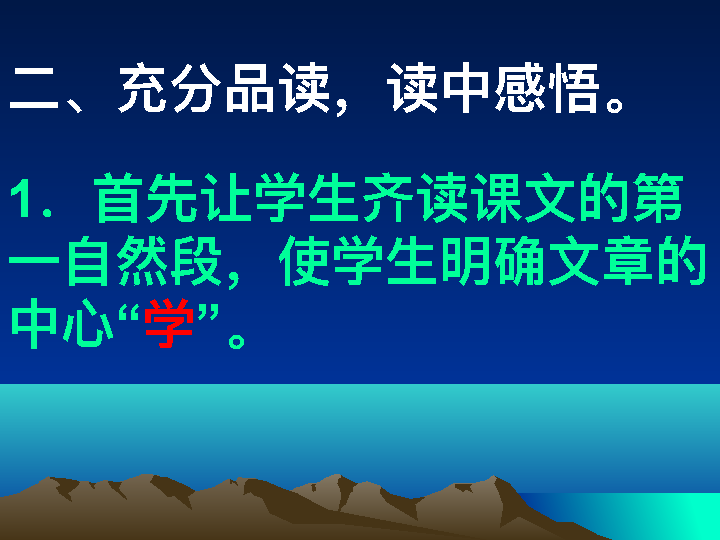 二、充分品读，读中感悟。
1．首先让学生齐读课文的第
一自然段，使学生明确文章的
中心“学”。